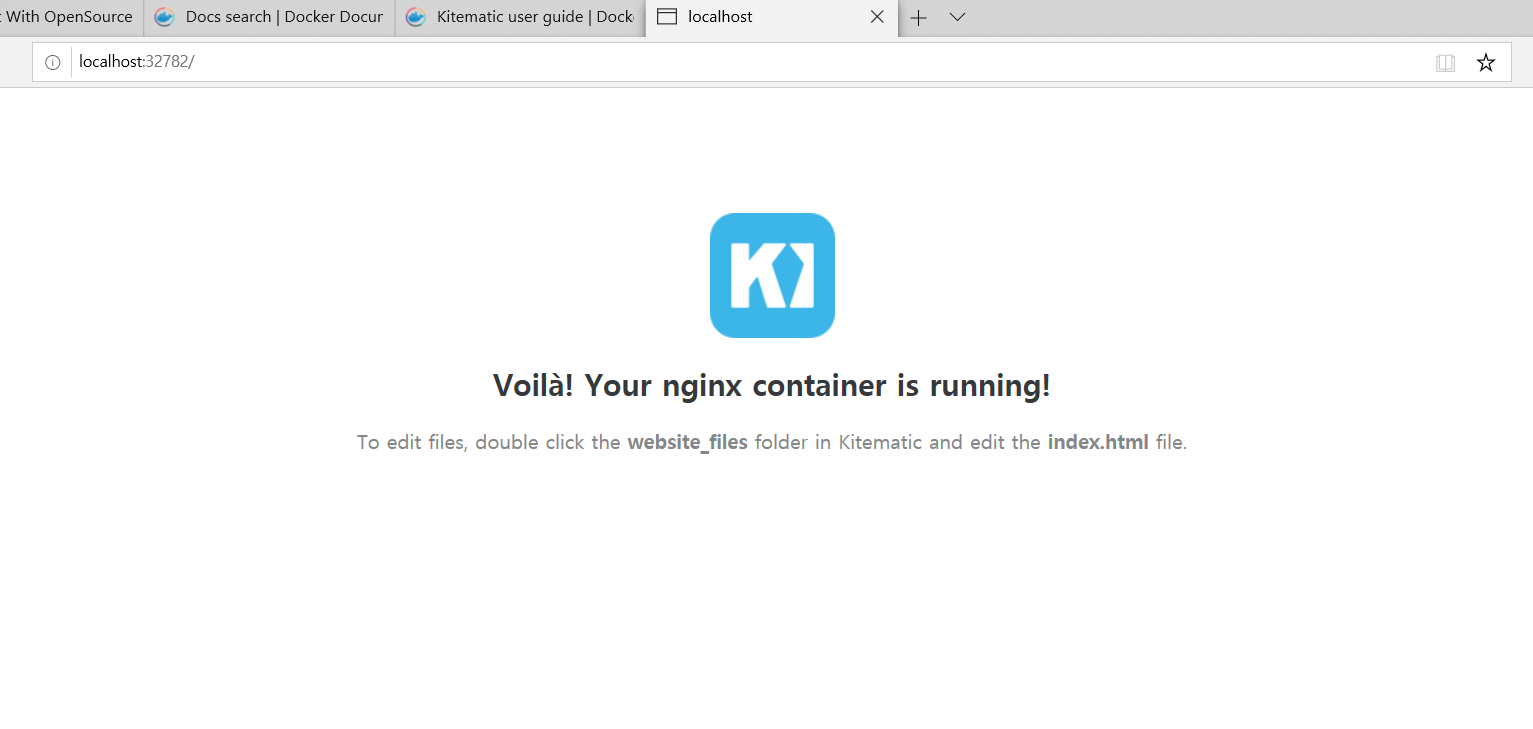 t With OpenSource
Docs search | Docker Docur
Kitematic user guide | Dock
localhost
localhost:32782/
Voilà! Your nginx container is running!
To edit files, double click the website_files folder in Kitematic and edit the index.html file.